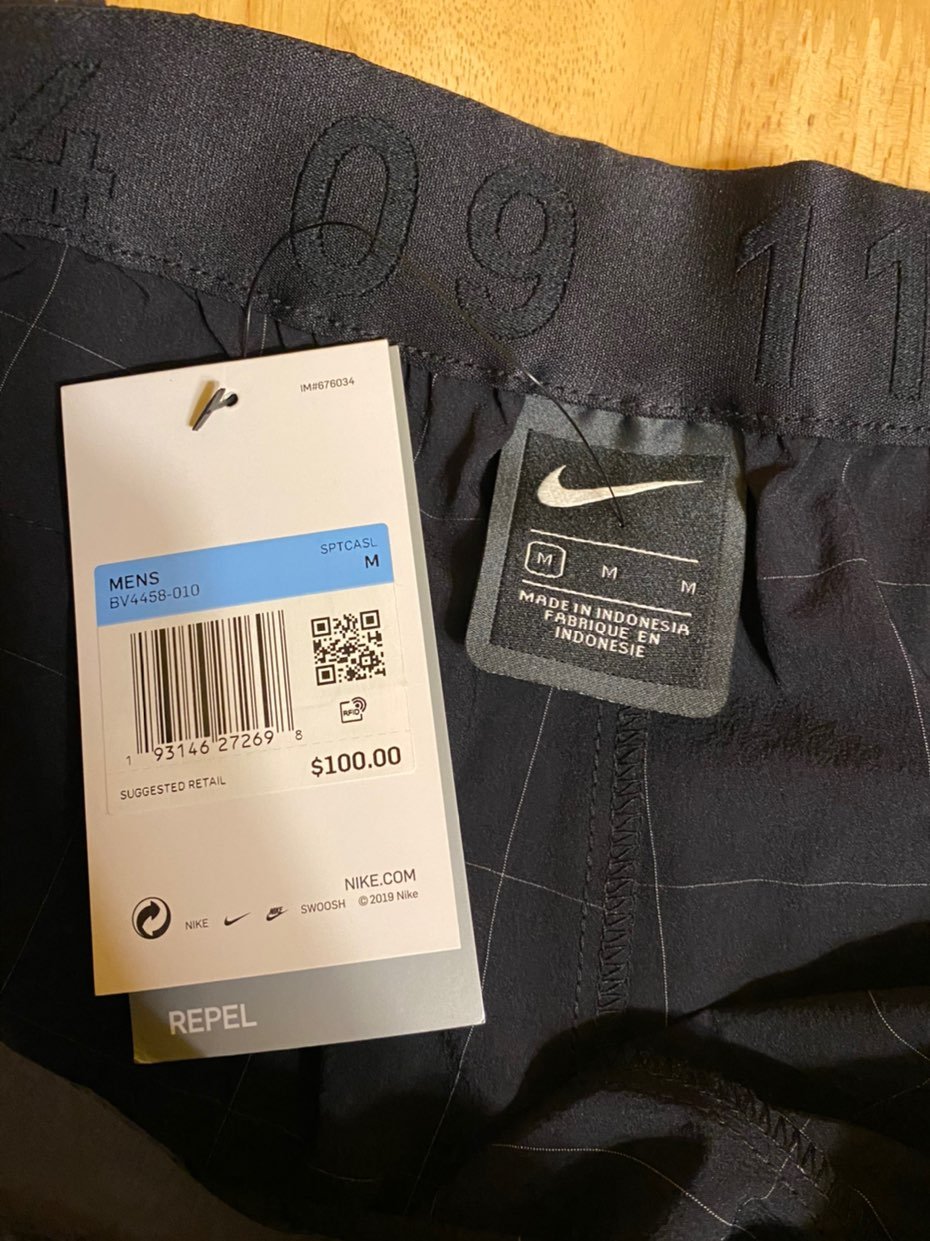 4 09 11
IM#676034
SPTCASL
MENS M
BV4458-010
RFID
1 93146 27269 8
SUGGESTED RETAIL $100.00
NIKE.COM
NIKE SWOOSH © 2019 Nike
REPEL
M M M
MADE IN INDONESIA
FABRIQUE EN
INDONESIE